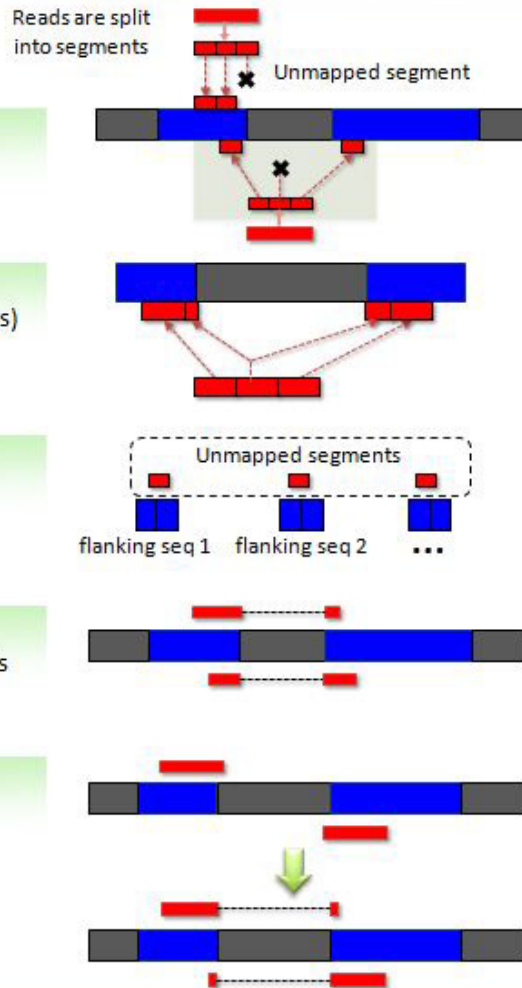 Reads are split
into segments
Unmapped segment
s)
Unmapped segments
flanking seq 1 flanking seq 2 ...
s